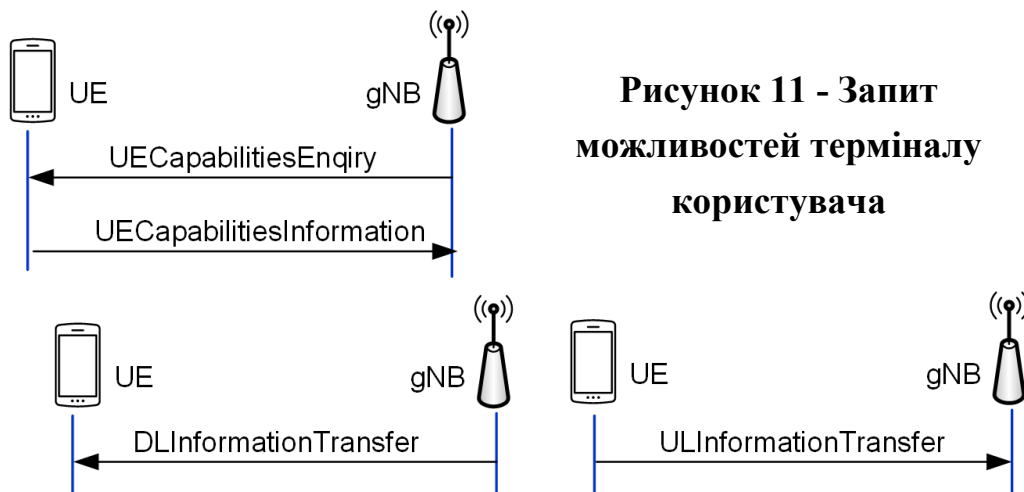 UE
gNB
UECapabilitiesEnqiry
UECapabilitiesInformation
Рисунок 11 - Запит
можливостей терміналу
користувача
UE
gNB
DLInformationTransfer
UE
gNB
ULInformationTransfer